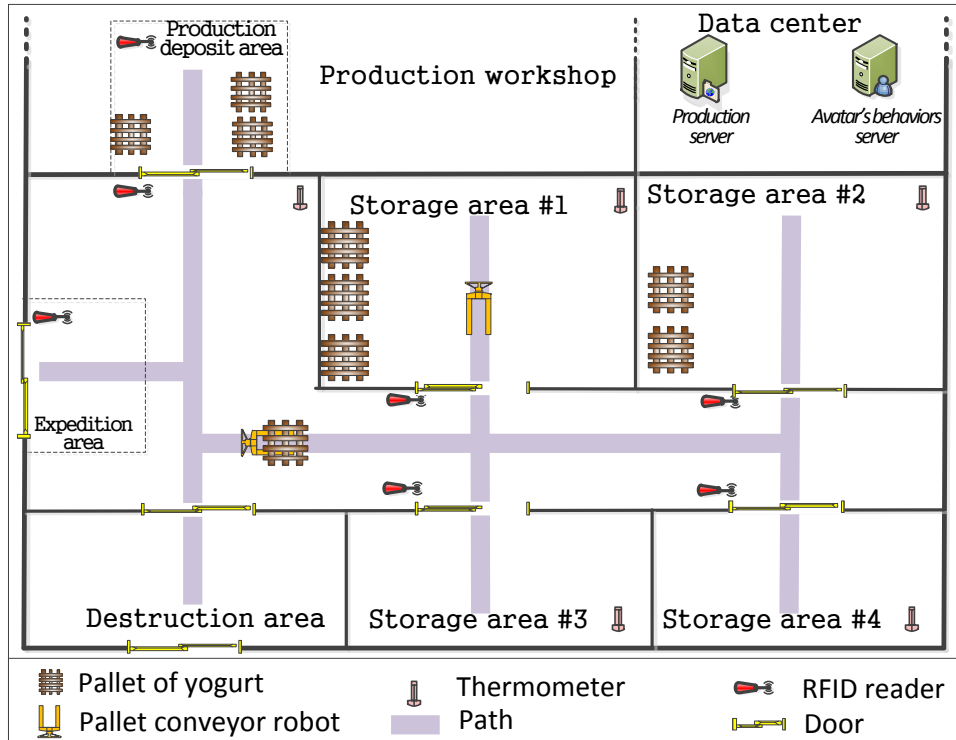 Production
deposit area
Production workshop
Data center
Production
server
Avatar's behaviors
server
Storage area #1
Storage area #2
Expedition
area
Destruction area
Storage area #3
Storage area #4
Pallet of yogurt
Thermometer
RFID reader
Pallet conveyor robot
Path
Door